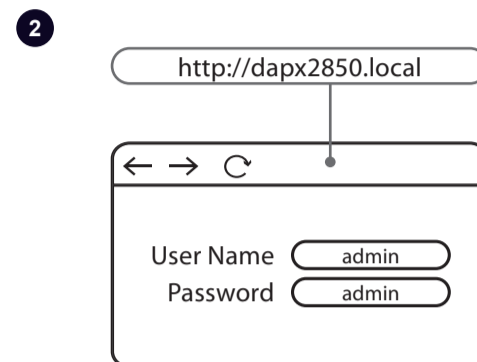 2
http://dapx2850.local
User Name admin
Password admin